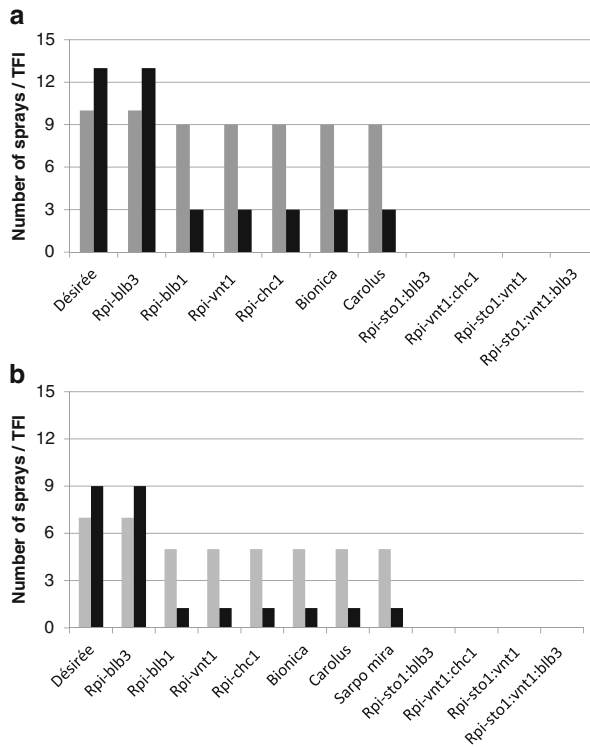 a
Number of sprays / TFI
15
12
9
6
3
0
Désirée
Rpi-blb3
Rpi-blb1
Rpi-vnt1
Rpi-chc1
Bionica
Carolus
Rpi-sto1:blb3
Rpi-vnt1:chc1
Rpi-sto1:vnt1
Rpi-sto1:vnt1:blb3
b
Number of sprays / TFI
15
12
9
6
3
0
Désirée
Rpi-blb3
Rpi-blb1
Rpi-vnt1
Rpi-chc1
Bionica
Carolus
Sarpo mira
Rpi-sto1:blb3
Rpi-vnt1:chc1
Rpi-sto1:vnt1
Rpi-sto1:vnt1:blb3